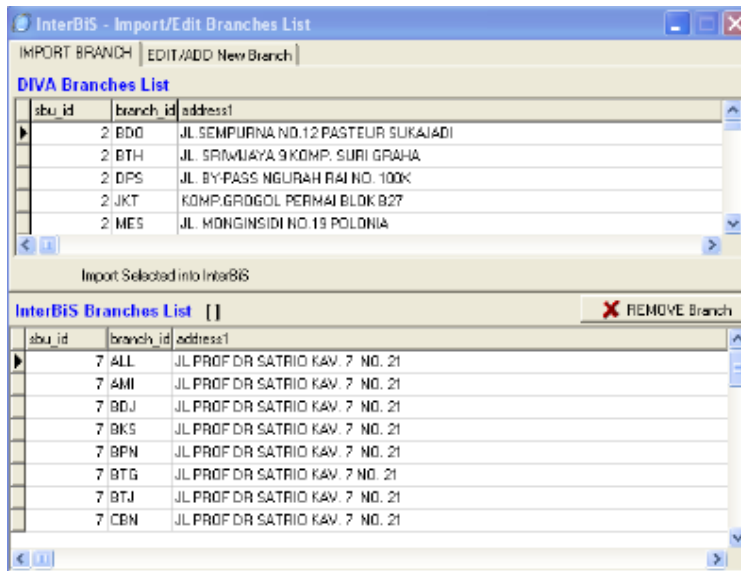 InterBiS - Import/Edit Branches List
IMPORT BRANCH EDIT/ADD New Branch
DIVA Branches List
sbu_id branch_id address1
2 BDO JL.SEMPURNA NO.12 PASTEUR SUKAJADI
2 BTH JL. SRIWIJAYA 9 KOMP. SURI GRAHA
2 DPS JL. BY-PASS NGURAH RAI NO. 100X
2 JKT KOMP.GROGOL PERMAI BLOK B27
2 MES JL. MONGINSIDI NO.19 POLONIA
Import Selected into InterBiS
InterBiS Branches List [ ]
REMOVE Branch
sbu_id branch_id address1
7 ALL JL PROF DR SATRIO KAV. 7 NO. 21
7 AMI JL PROF DR SATRIO KAV. 7 NO. 21
7 BDJ JL PROF DR SATRIO KAV. 7 NO. 21
7 BKS JL PROF DR SATRIO KAV. 7 NO. 21
7 BPN JL PROF DR SATRIO KAV. 7 NO. 21
7 BTG JL PROF DR SATRIO KAV. 7 NO. 21
7 BTJ JL PROF DR SATRIO KAV. 7 NO. 21
7 CBN JL PROF DR SATRIO KAV. 7 NO. 21